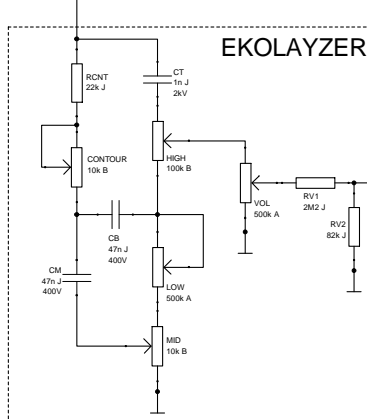 EKOLAYZER
RCNT
22k J
CT
1n J
2kV
CONTOUR
10k B
HIGH
100k B
VOL
500k A
RV1
2M2 J
RV2
82k J
CB
47n J
400V
CM
47n J
400V
LOW
500k A
MID
10k B